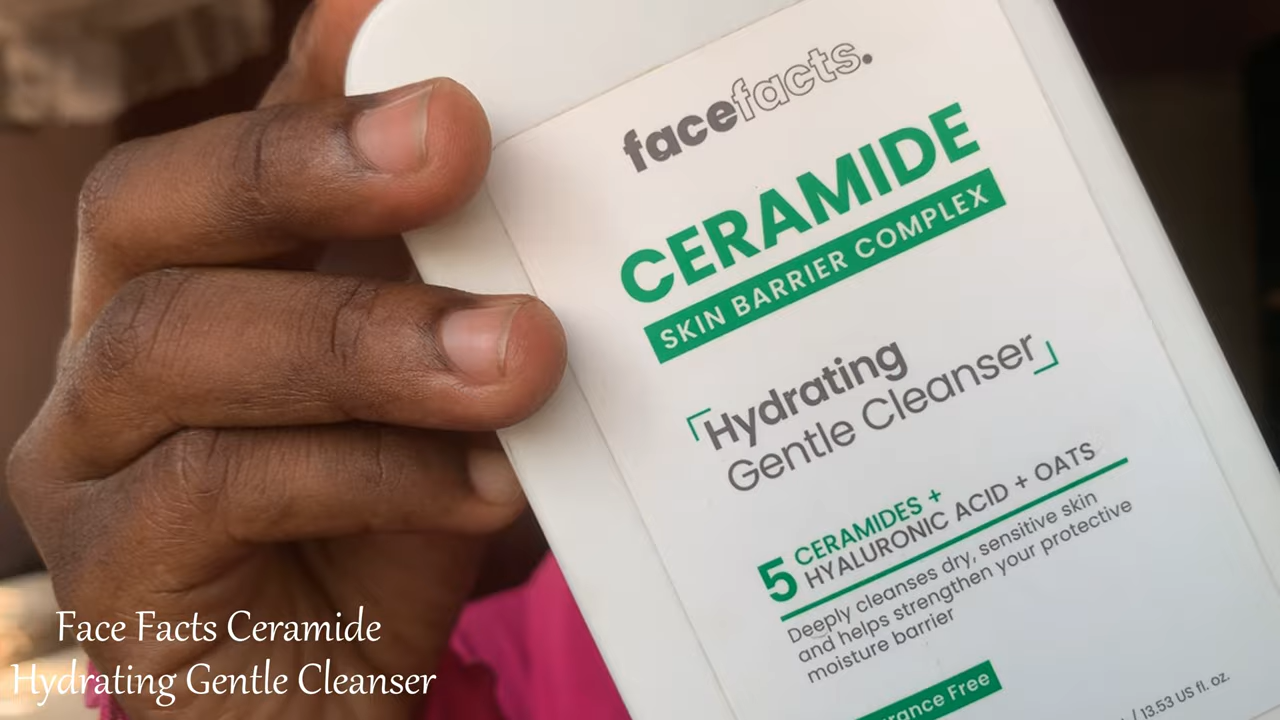 facefacts.
CERAMIDE
SKIN BARRIER COMPLEX
Hydrating
Gentle Cleanser
5 CERAMIDES +
HYALURONIC ACID + OATS
Deeply cleanses dry, sensitive skin
and helps strengthen your protective
moisture barrier
Free
/ 13.53 US fl. oz.
Face Facts Ceramide
Hydrating Gentle Cleanser